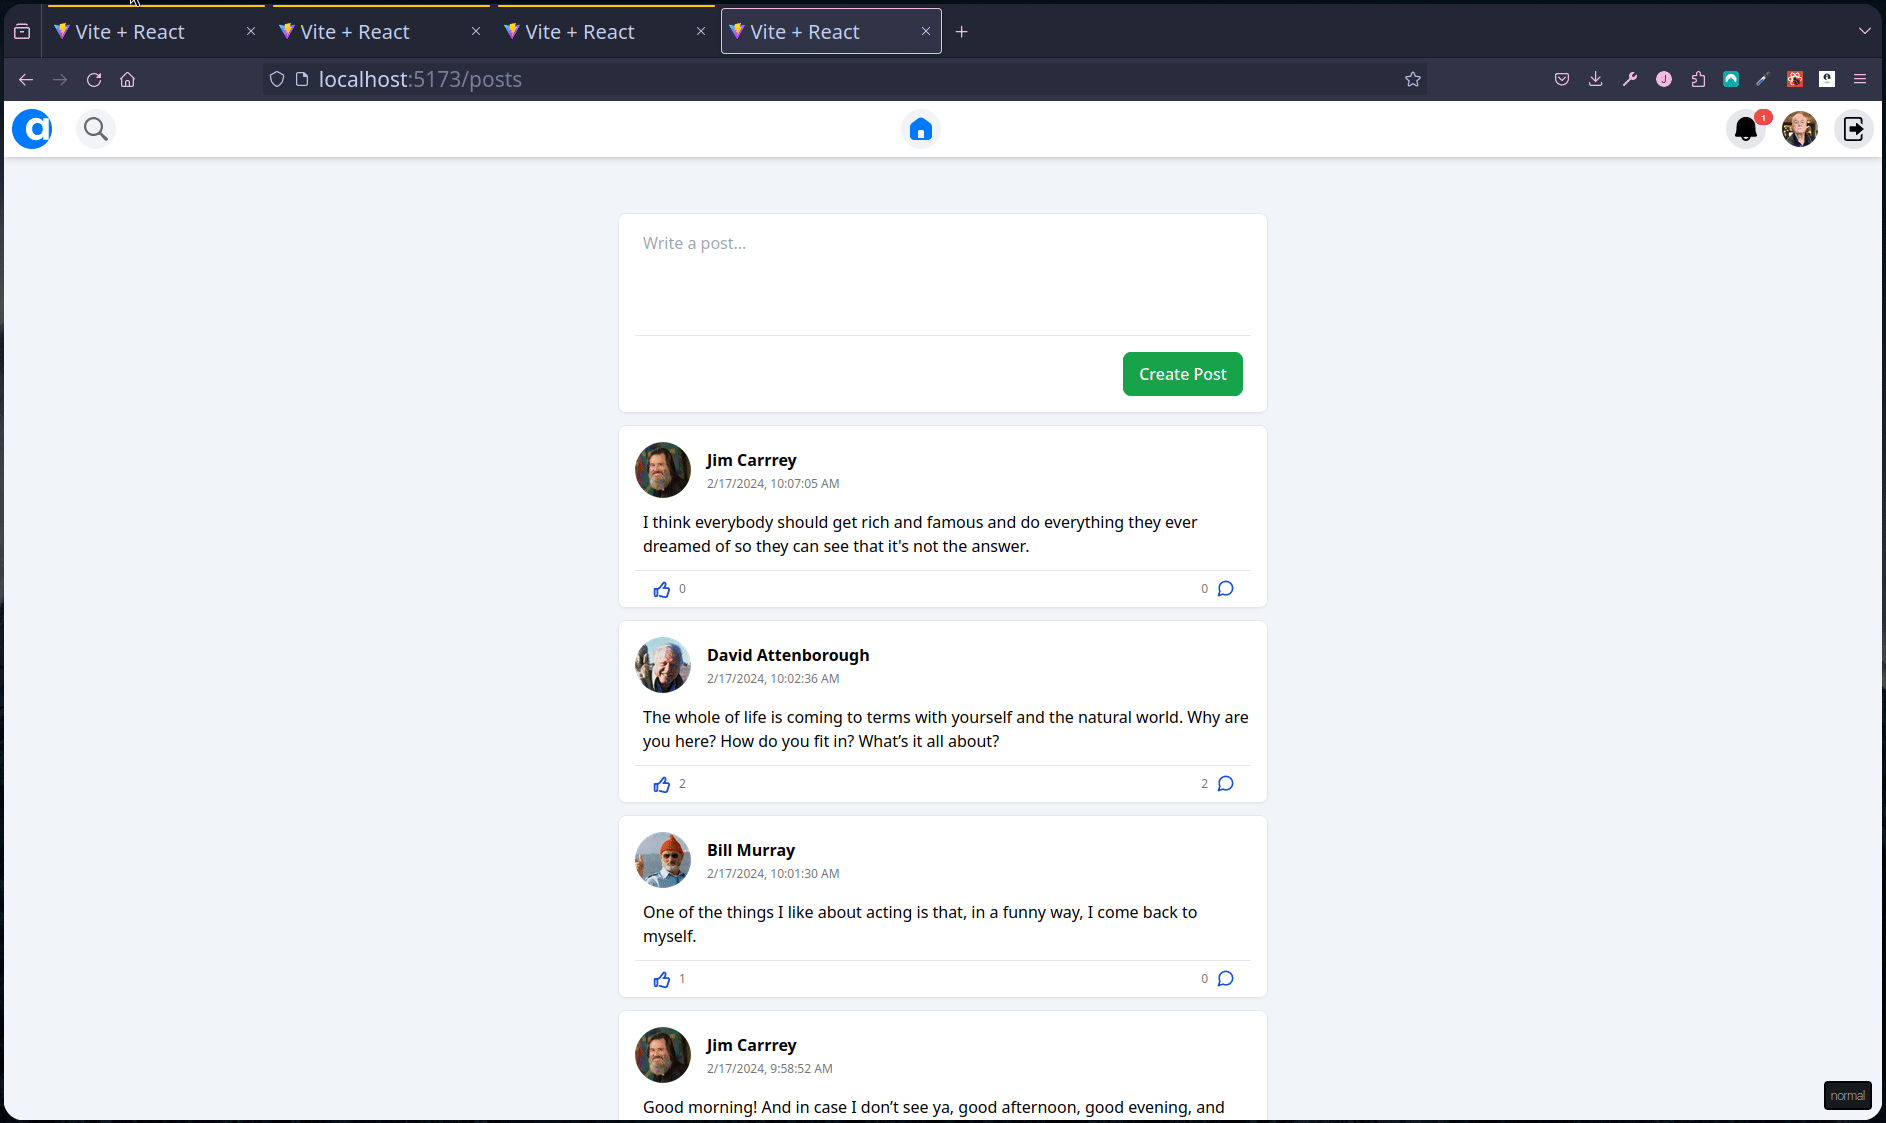 Vite + React
Vite + React
Vite + React
Vite + React
localhost:5173/posts
J
a
1
Write a post...
Create Post
Jim Carrrey
2/17/2024, 10:07:05 AM
I think everybody should get rich and famous and do everything they ever
dreamed of so they can see that it's not the answer.
0
0
David Attenborough
2/17/2024, 10:02:36 AM
The whole of life is coming to terms with yourself and the natural world. Why are
you here? How do you fit in? What’s it all about?
2
2
Bill Murray
2/17/2024, 10:01:30 AM
One of the things I like about acting is that, in a funny way, I come back to
myself.
1
0
Jim Carrrey
2/17/2024, 9:58:52 AM
Good morning! And in case I don’t see ya, good afternoon, good evening, and
normal